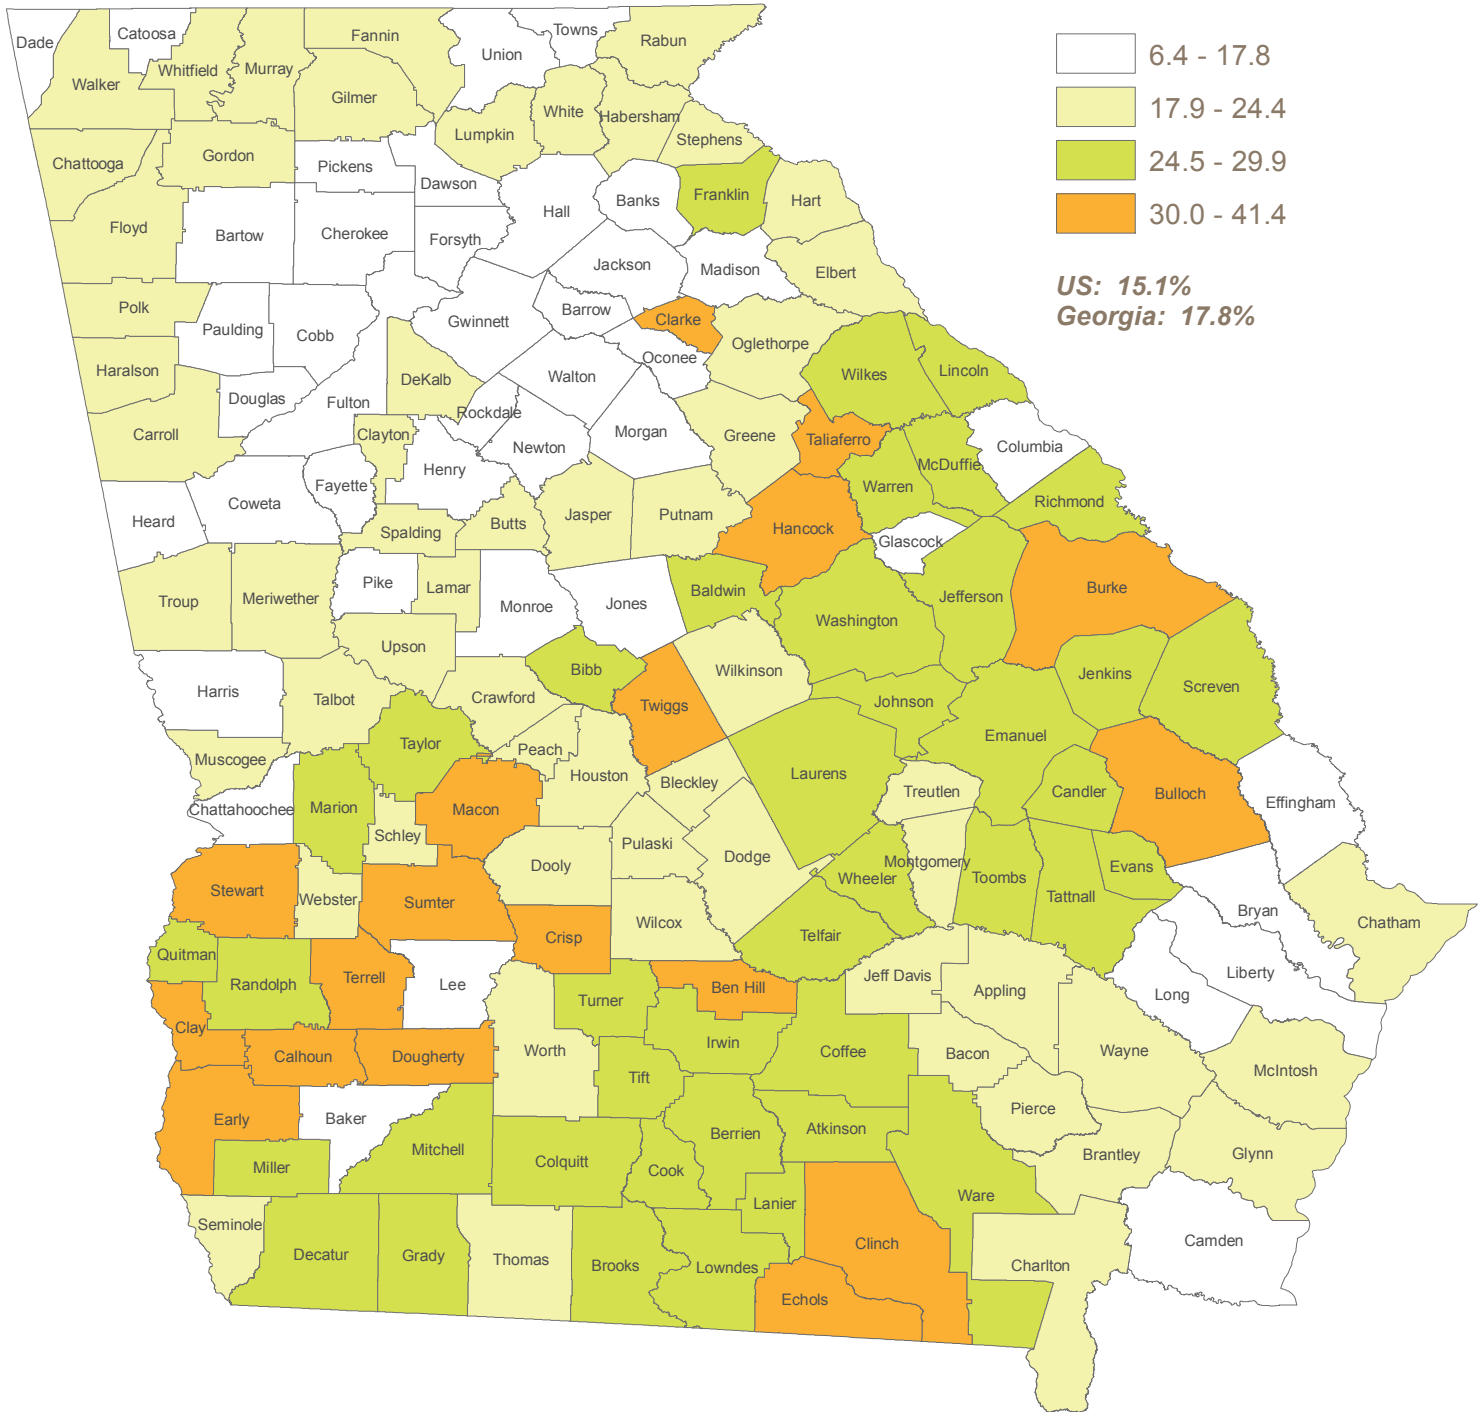 Dade
Catoosa
Fannin
Union
Towns
Rabun
Walker
Whitfield
Murray
Gilmer
White
Habersham
Lumpkin
Stephens
Chattooga
Gordon
Pickens
Dawson
Banks
Franklin
Hart
Hall
Floyd
Bartow
Cherokee
Forsyth
Jackson
Madison
Elbert
Polk
Paulding
Cobb
Gwinnett
Barrow
Clarke
Oconee
Oglethorpe
Haralson
DeKalb
Walton
Wilkes
Lincoln
Douglas
Fulton
Rockdale
Carroll
Clayton
Newton
Morgan
Greene
Taliaferro
Columbia
Henry
McDuffie
Fayette
Warren
Coweta
Richmond
Heard
Spalding
Butts
Jasper
Putnam
Hancock
Glascock
Pike
Lamar
Baldwin
Jefferson
Burke
Troup
Meriwether
Monroe
Jones
Washington
Upson
Bibb
Wilkinson
Jenkins
Harris
Talbot
Crawford
Twiggs
Johnson
Screven
Muscogee
Taylor
Peach
Emanuel
Houston
Bleckley
Laurens
Treutlen
Candler
Bulloch
Effingham
Chattahoochee
Marion
Macon
Schley
Pulaski
Dooly
Dodge
Montgomery
Evans
Stewart
Webster
Sumter
Wheeler
Toombs
Tattnall
Bryan
Chatham
Crisp
Wilcox
Telfair
Quitman
Randolph
Terrell
Lee
Jeff Davis
Liberty
Turner
Ben Hill
Appling
Long
Clay
Calhoun
Dougherty
Worth
Irwin
Coffee
Bacon
Wayne
McIntosh
Tift
Early
Baker
Pierce
Mitchell
Berrien
Atkinson
Miller
Colquitt
Cook
Brantley
Glynn
Lanier
Ware
Seminole
Decatur
Grady
Thomas
Brooks
Lowndes
Clinch
Charlton
Camden
Echols
6.4 - 17.8
17.9 - 24.4
24.5 - 29.9
30.0 - 41.4
US: 15.1%
Georgia: 17.8%